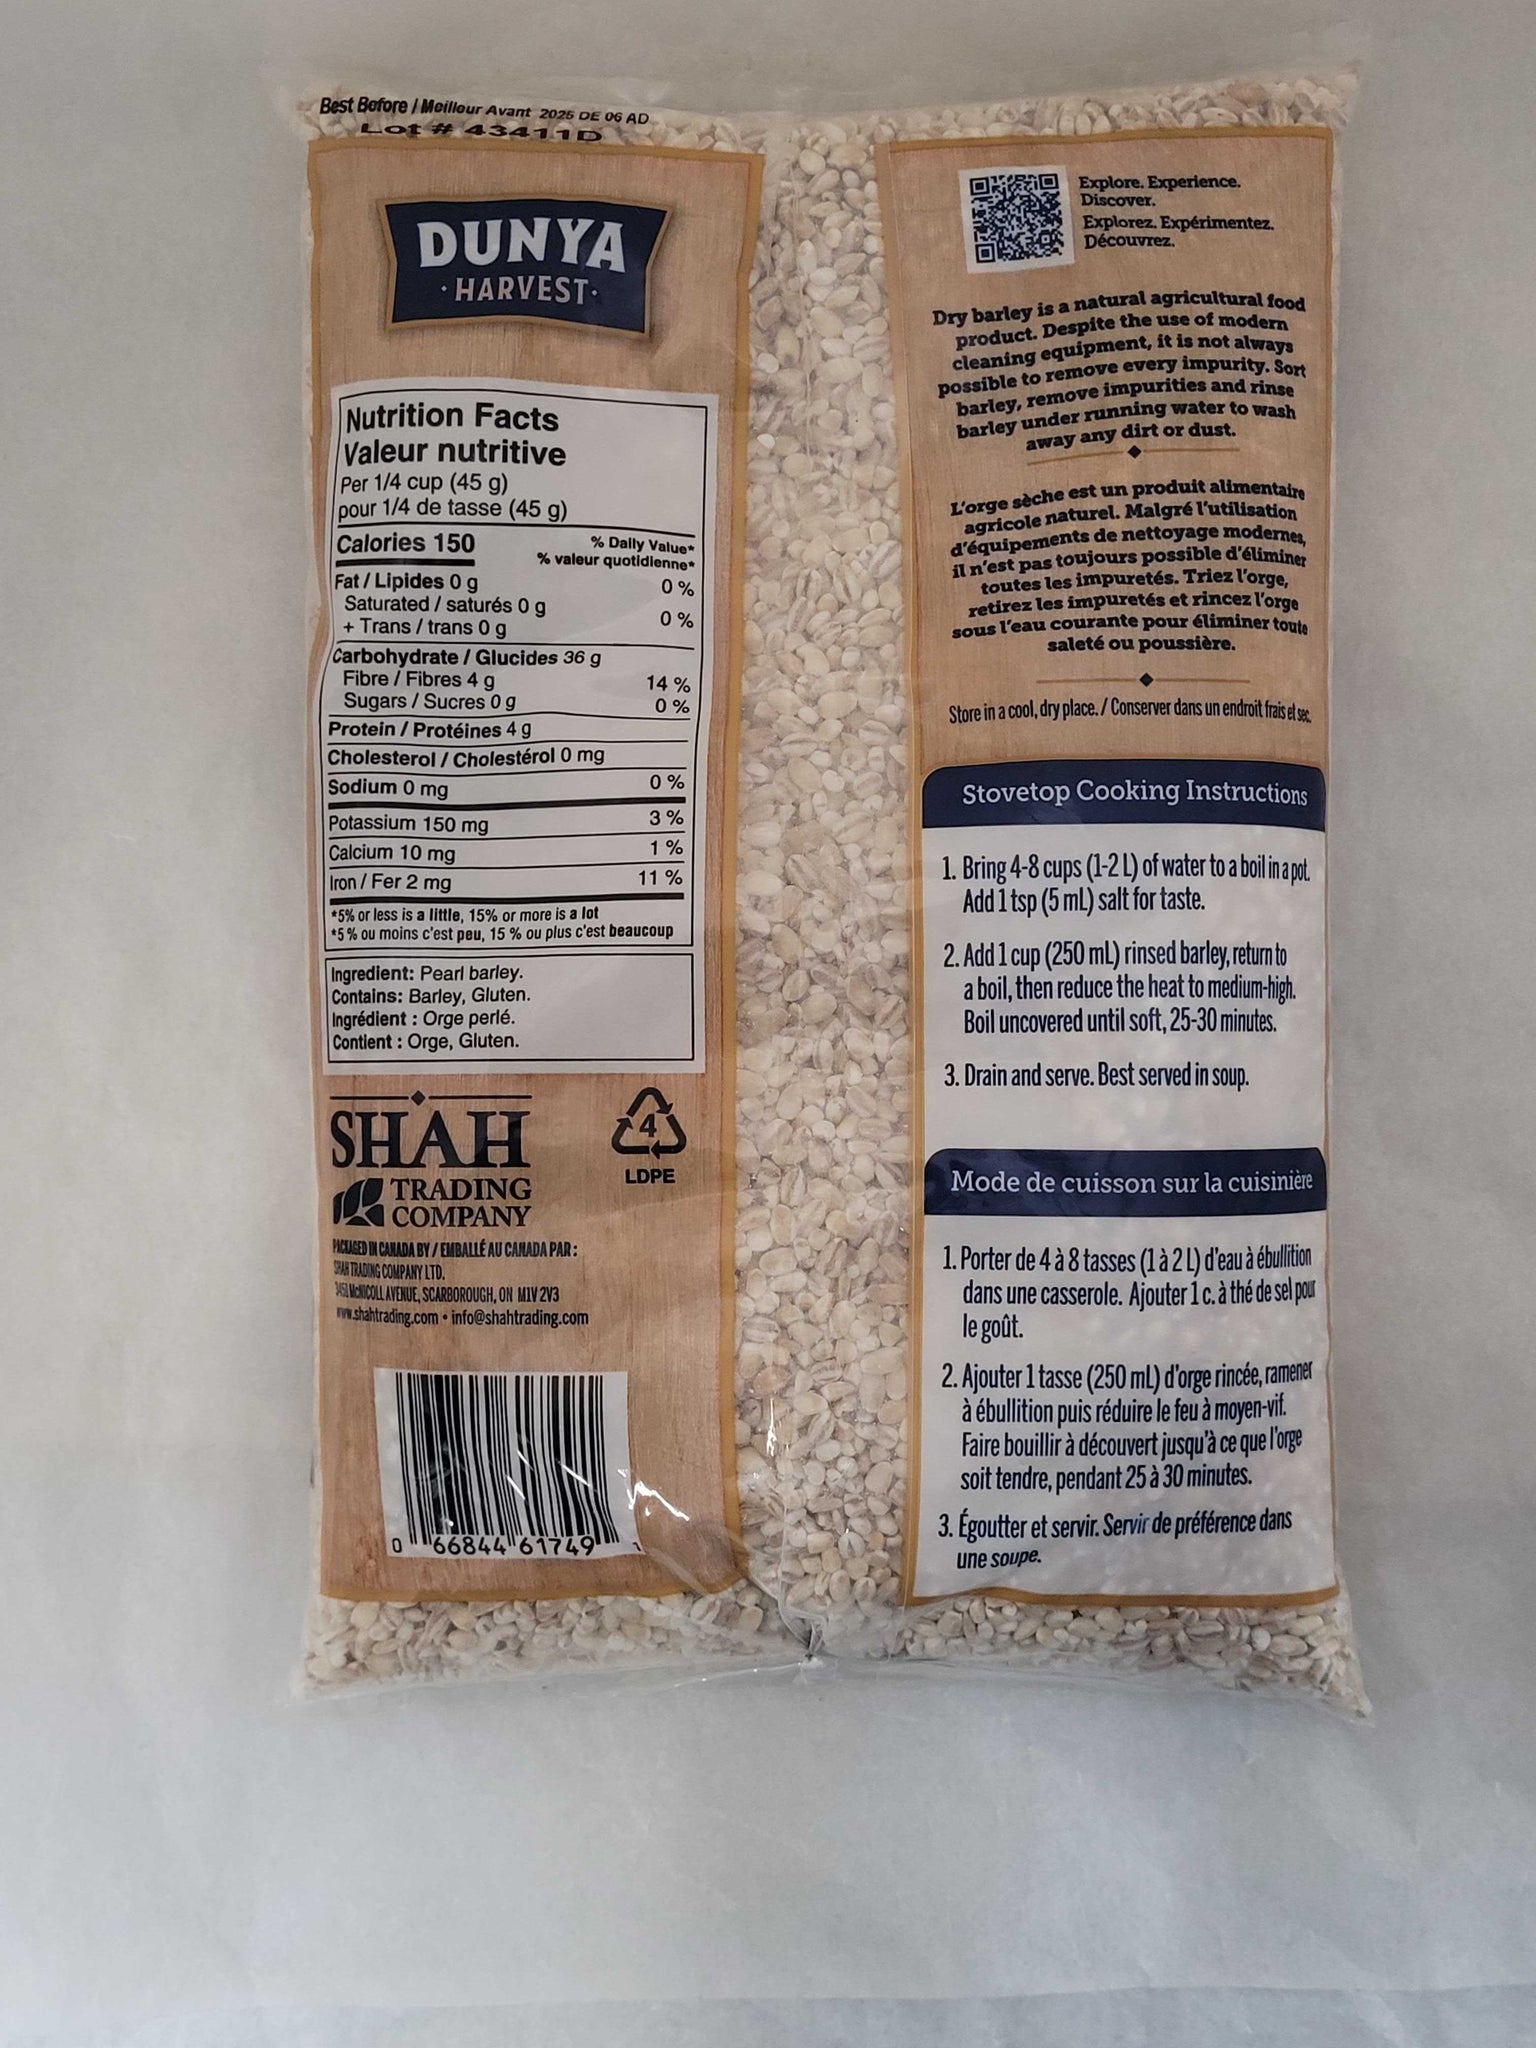 Best Before / Meilleur Avant 2025 DE 06 AD
Lot # 43411D
DUNYA
· HARVEST ·
Nutrition Facts
Valeur nutritive
Per 1/4 cup (45 g)
pour 1/4 de tasse (45 g)
Calories 150
% Daily Value*
% valeur quotidienne*
Fat / Lipides 0 g 0 %
Saturated / saturés 0 g
+ Trans / trans 0 g 0 %
Carbohydrate / Glucides 36 g
Fibre / Fibres 4 g 14 %
Sugars / Sucres 0 g 0 %
Protein / Protéines 4 g
Cholesterol / Cholestérol 0 mg
Sodium 0 mg 0 %
Potassium 150 mg 3 %
Calcium 10 mg 1 %
Iron / Fer 2 mg 11 %
*5% or less is a little, 15% or more is a lot
*5 % ou moins c'est peu, 15 % ou plus c'est beaucoup
Ingredient: Pearl barley.
Contains: Barley, Gluten.
Ingrédient : Orge perlé.
Contient : Orge, Gluten.
SHAH
TRADING
COMPANY
4
LDPE
PACKAGED IN CANADA BY / EMBALLÉ AU CANADA PAR :
SHAH TRADING COMPANY LTD.
3450 McNICOLL AVENUE, SCARBOROUGH, ON M1V 2V3
www.shahtrading.com • info@shahtrading.com
0 66844 61749 1
Explore. Experience.
Discover.
Explorez. Expérimentez.
Découvrez.
Dry barley is a natural agricultural food
product. Despite the use of modern
cleaning equipment, it is not always
possible to remove every impurity. Sort
barley, remove impurities and rinse
barley under running water to wash
away any dirt or dust.
L'orge sèche est un produit alimentaire
agricole naturel. Malgré l'utilisation
d'équipements de nettoyage modernes,
il n'est pas toujours possible d'éliminer
toutes les impuretés. Triez l'orge,
retirez les impuretés et rincez l'orge
sous l'eau courante pour éliminer toute
saleté ou poussière.
Store in a cool, dry place. / Conserver dans un endroit frais et sec.
Stovetop Cooking Instructions
1. Bring 4-8 cups (1-2 L) of water to a boil in a pot.
Add 1 tsp (5 mL) salt for taste.
2. Add 1 cup (250 mL) rinsed barley, return to
a boil, then reduce the heat to medium-high.
Boil uncovered until soft, 25-30 minutes.
3. Drain and serve. Best served in soup.
Mode de cuisson sur la cuisinière
1. Porter de 4 à 8 tasses (1 à 2 L) d'eau à ébullition
dans une casserole. Ajouter 1 c. à thé de sel pour
le goût.
2. Ajouter 1 tasse (250 mL) d'orge rincée, ramener
à ébullition puis réduire le feu à moyen-vif.
Faire bouillir à découvert jusqu'à ce que l'orge
soit tendre, pendant 25 à 30 minutes.
3. Égoutter et servir. Servir de préférence dans
une soupe.